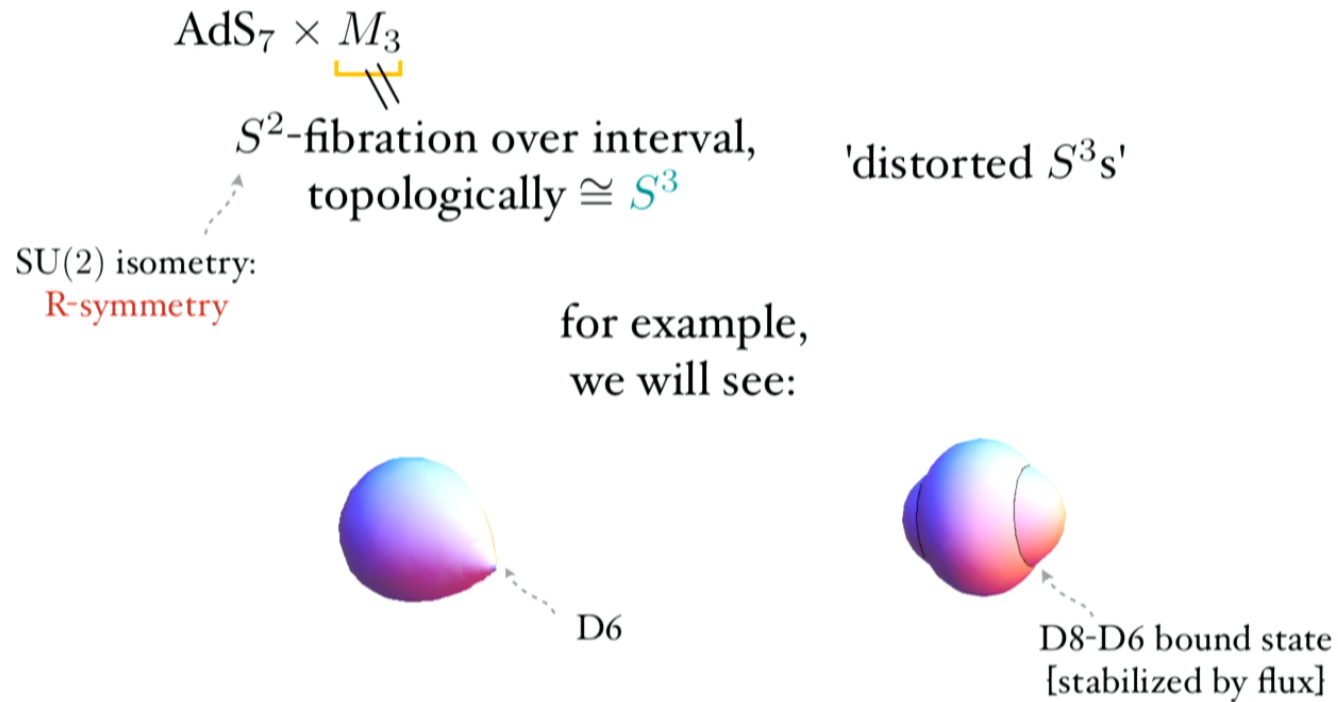 AdS₇ × M₃
S²-fibration over interval,
topologically ≅ S³
'distorted S³s'
SU(2) isometry:
R-symmetry
for example,
we will see:
D6
D8-D6 bound state
[stabilized by flux]